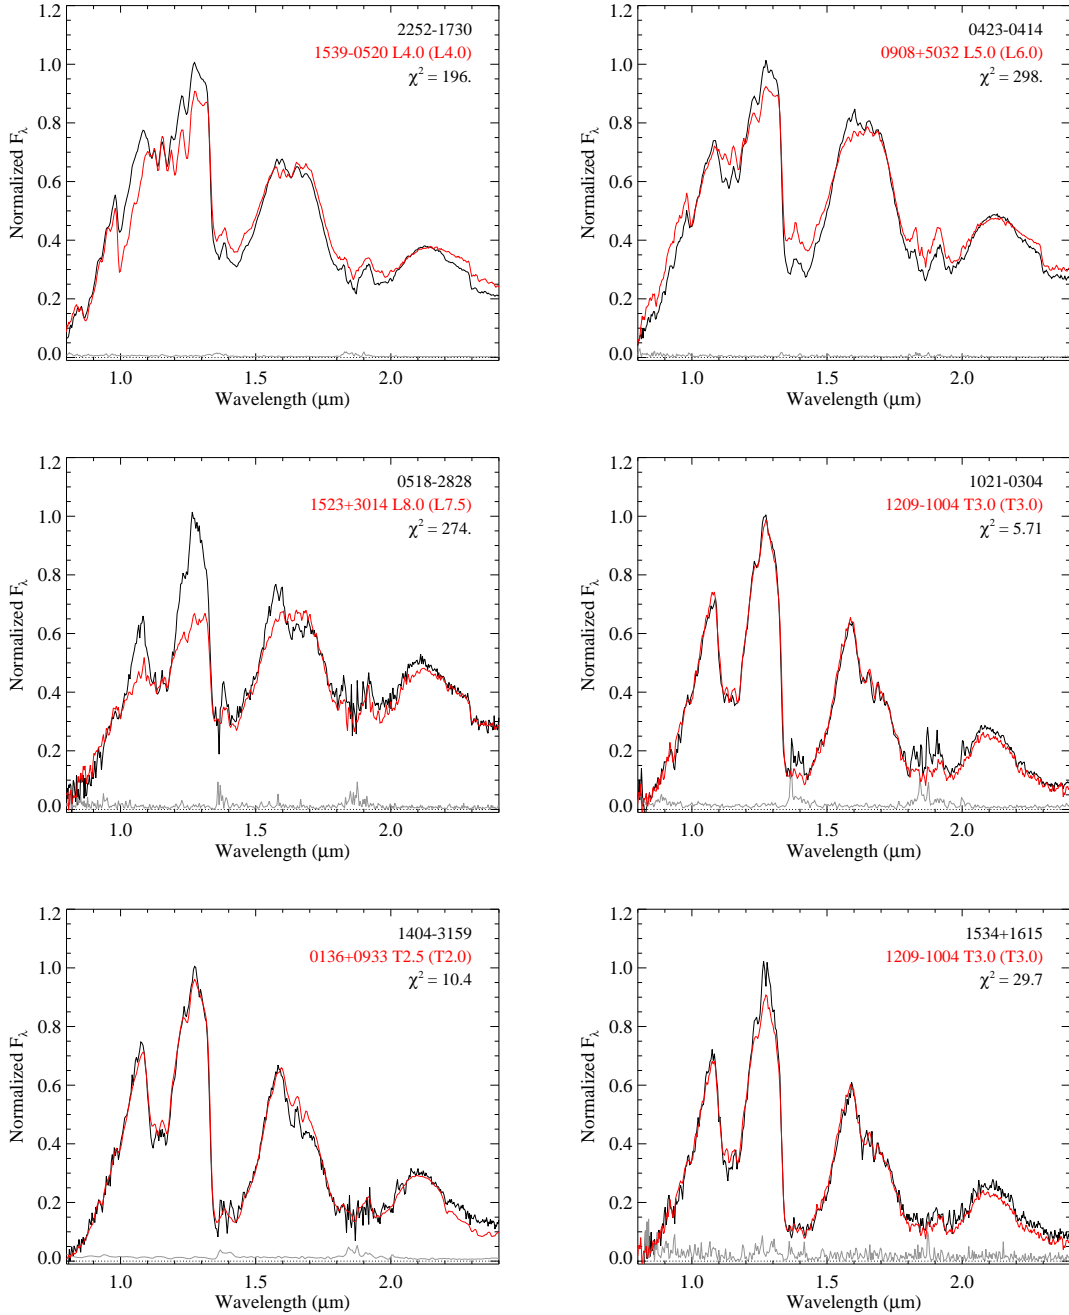 2252-1730
1539-0520 L4.0 (L4.0)
χ² = 196.
Normalized Fλ
1.2
1.0
0.8
0.6
0.4
0.2
0.0
1.0 1.5 2.0
Wavelength (μm)
0423-0414
0908+5032 L5.0 (L6.0)
χ² = 298.
Normalized Fλ
1.2
1.0
0.8
0.6
0.4
0.2
0.0
1.0 1.5 2.0
Wavelength (μm)
0518-2828
1523+3014 L8.0 (L7.5)
χ² = 274.
Normalized Fλ
1.2
1.0
0.8
0.6
0.4
0.2
0.0
1.0 1.5 2.0
Wavelength (μm)
1021-0304
1209-1004 T3.0 (T3.0)
χ² = 5.71
Normalized Fλ
1.2
1.0
0.8
0.6
0.4
0.2
0.0
1.0 1.5 2.0
Wavelength (μm)
1404-3159
0136+0933 T2.5 (T2.0)
χ² = 10.4
Normalized Fλ
1.2
1.0
0.8
0.6
0.4
0.2
0.0
1.0 1.5 2.0
Wavelength (μm)
1534+1615
1209-1004 T3.0 (T3.0)
χ² = 29.7
Normalized Fλ
1.2
1.0
0.8
0.6
0.4
0.2
0.0
1.0 1.5 2.0
Wavelength (μm)